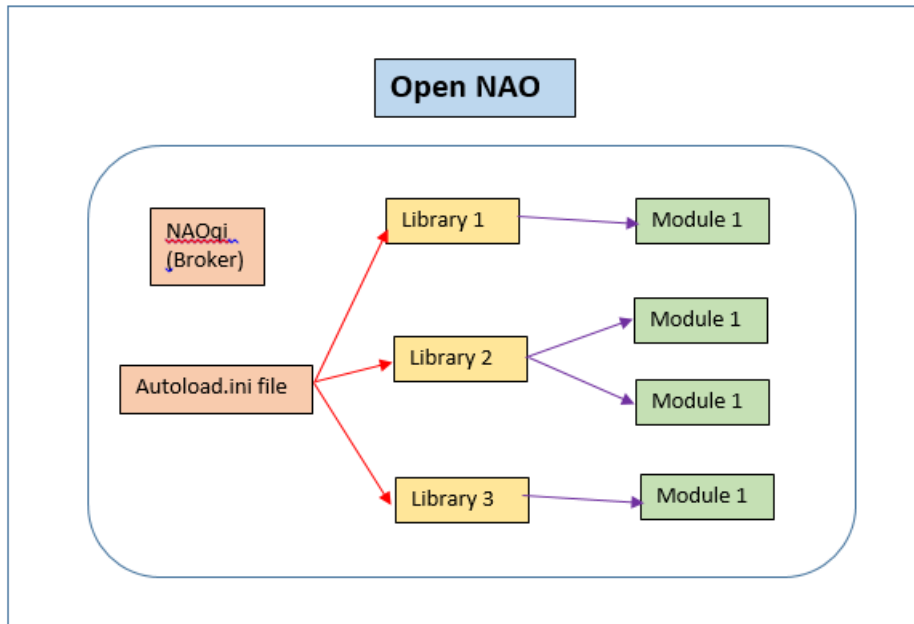 Open NAO
NAOqi
(Broker)
Autoload.ini file
Library 1
Module 1
Library 2
Module 1
Module 1
Library 3
Module 1